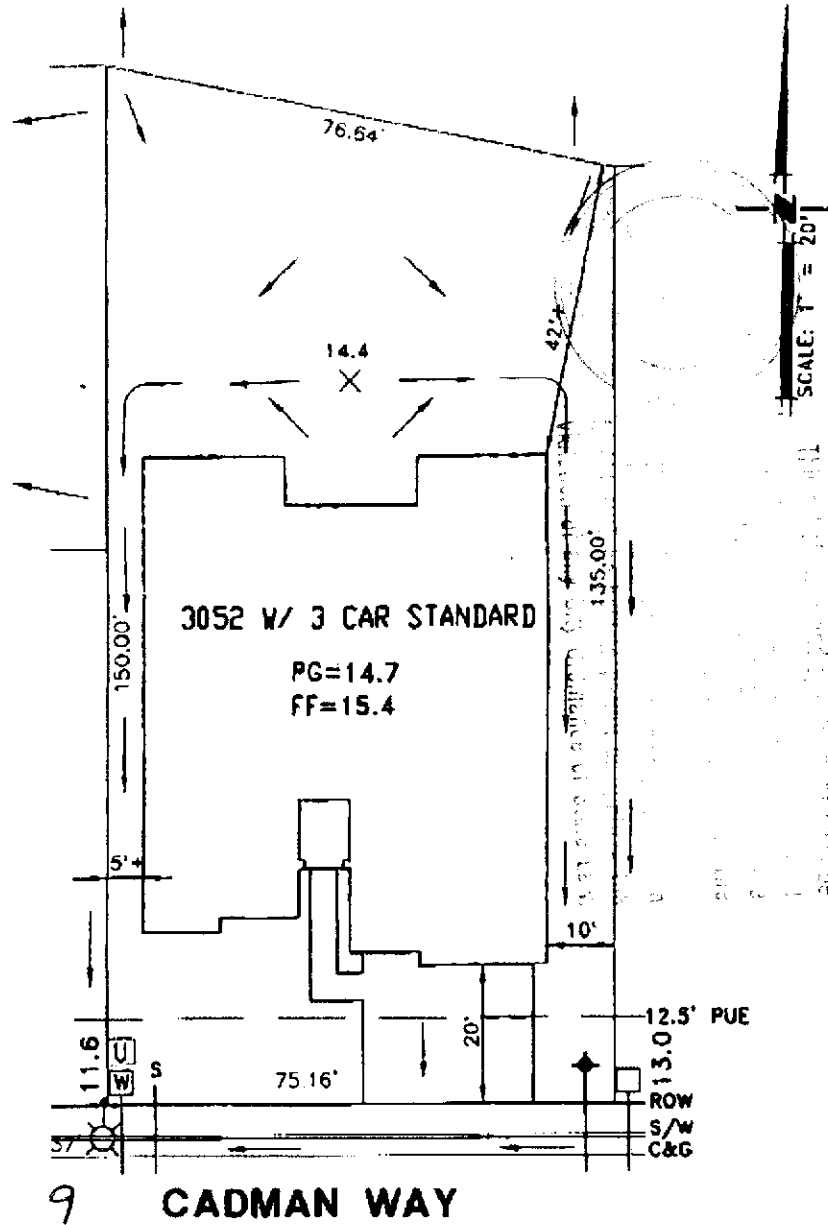 76.64'
SCALE: 1" = 20'
N
42'+
14.4
135.00'
3052 W/ 3 CAR STANDARD
150.00'
PG=14.7
FF=15.4
5'+
10'
12.5' PUE
20'
11.6
U
W
S
75.16'
13.0
ROW
S/W
C&G
9 CADMAN WAY